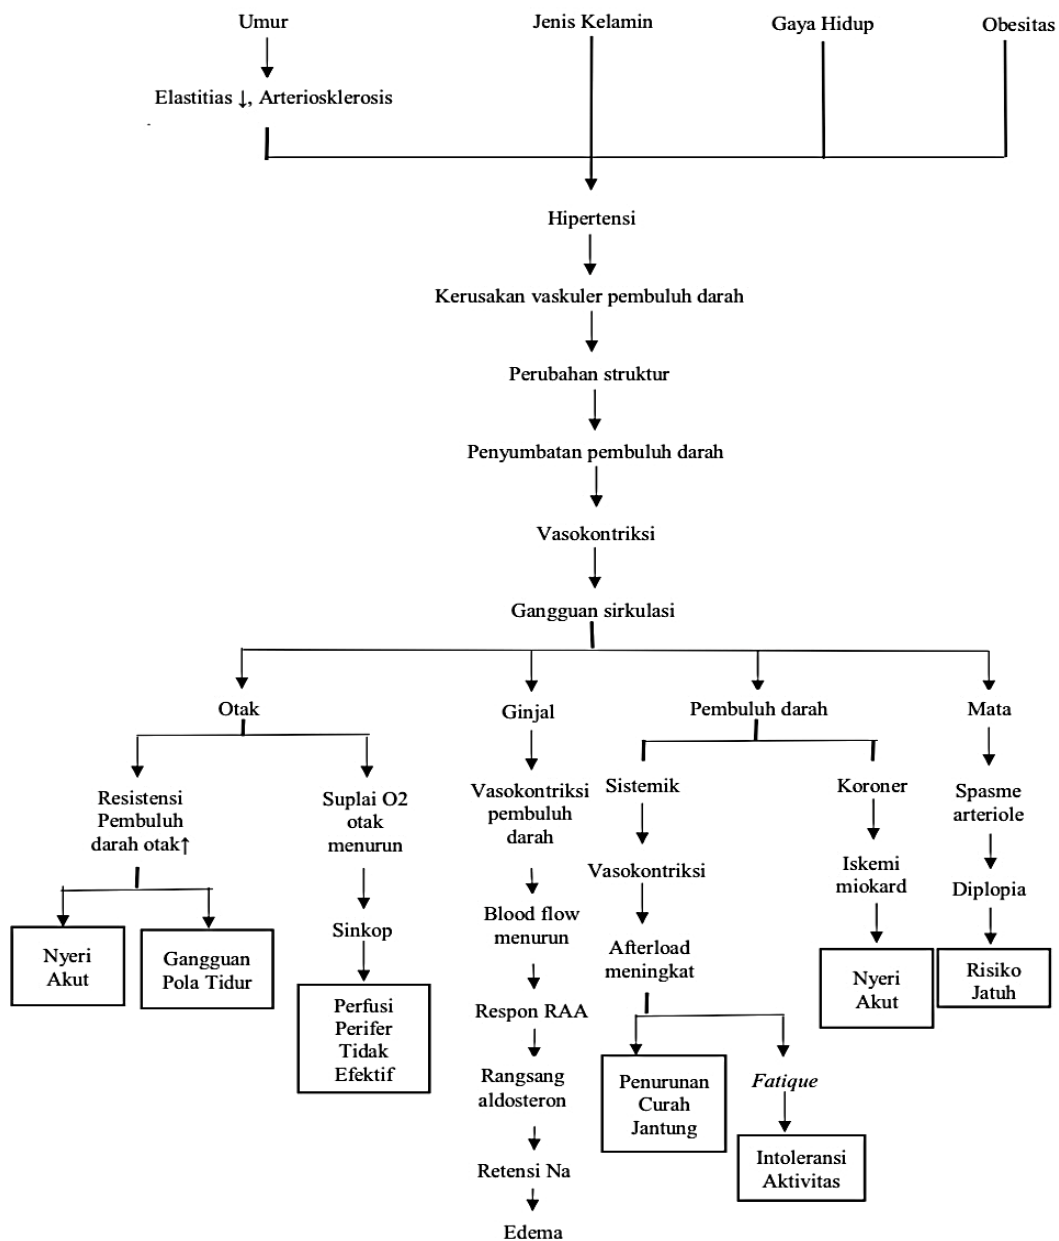 Umur
Jenis Kelamin
Gaya Hidup
Obesitas
Elastitias ↓, Arteriosklerosis
Hipertensi
Kerusakan vaskuler pembuluh darah
Perubahan struktur
Penyumbatan pembuluh darah
Vasokontriksi
Gangguan sirkulasi
Otak
Ginjal
Pembuluh darah
Mata
Resistensi
Pembuluh
darah otak↑
Suplai O2
otak
menurun
Vasokontriksi
pembuluh
darah
Sistemik
Koroner
Spasme
arteriole
Vasokontriksi
Iskemi
miokard
Diplopia
Nyeri
Akut
Gangguan
Pola Tidur
Sinkop
Blood flow
menurun
Afterload
meningkat
Nyeri
Akut
Risiko
Jatuh
Perfusi
Perifer
Tidak
Efektif
Respon RAA
Rangsang
aldosteron
Penurunan
Curah
Jantung
Fatique
Intoleransi
Aktivitas
Retensi Na
Edema